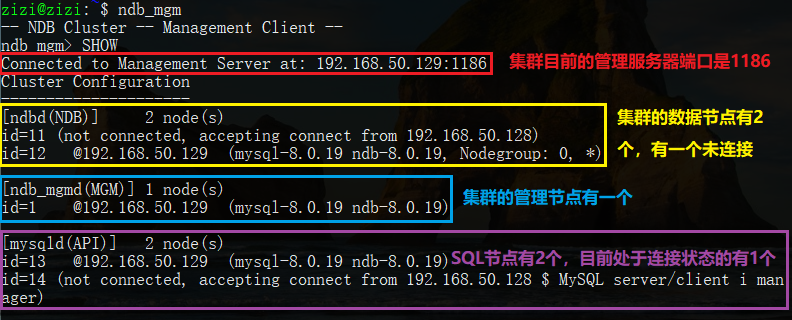 zizi@zizi:~$ ndb_mgm
-- NDB Cluster -- Management Client --
ndb_mgm> SHOW
Connected to Management Server at: 192.168.50.129:1186
集群目前的管理服务器端口是1186
Cluster Configuration
---------------------
[ndbd(NDB)]     2 node(s)
集群的数据节点有2
id=11 (not connected, accepting connect from 192.168.50.128)
id=12   @192.168.50.129  (mysql-8.0.19 ndb-8.0.19, Nodegroup: 0, *)
个，有一个未连接
[ndb_mgmd(MGM)] 1 node(s)
集群的管理节点有一个
id=1    @192.168.50.129  (mysql-8.0.19 ndb-8.0.19)
[mysqld(API)]   2 node(s)
id=13   @192.168.50.129  (mysql-8.0.19 ndb-8.0.19)
SQL节点有2个，目前处于连接状态的有1个
id=14 (not connected, accepting connect from 192.168.50.128 $ MySQL server/client i man
ager)